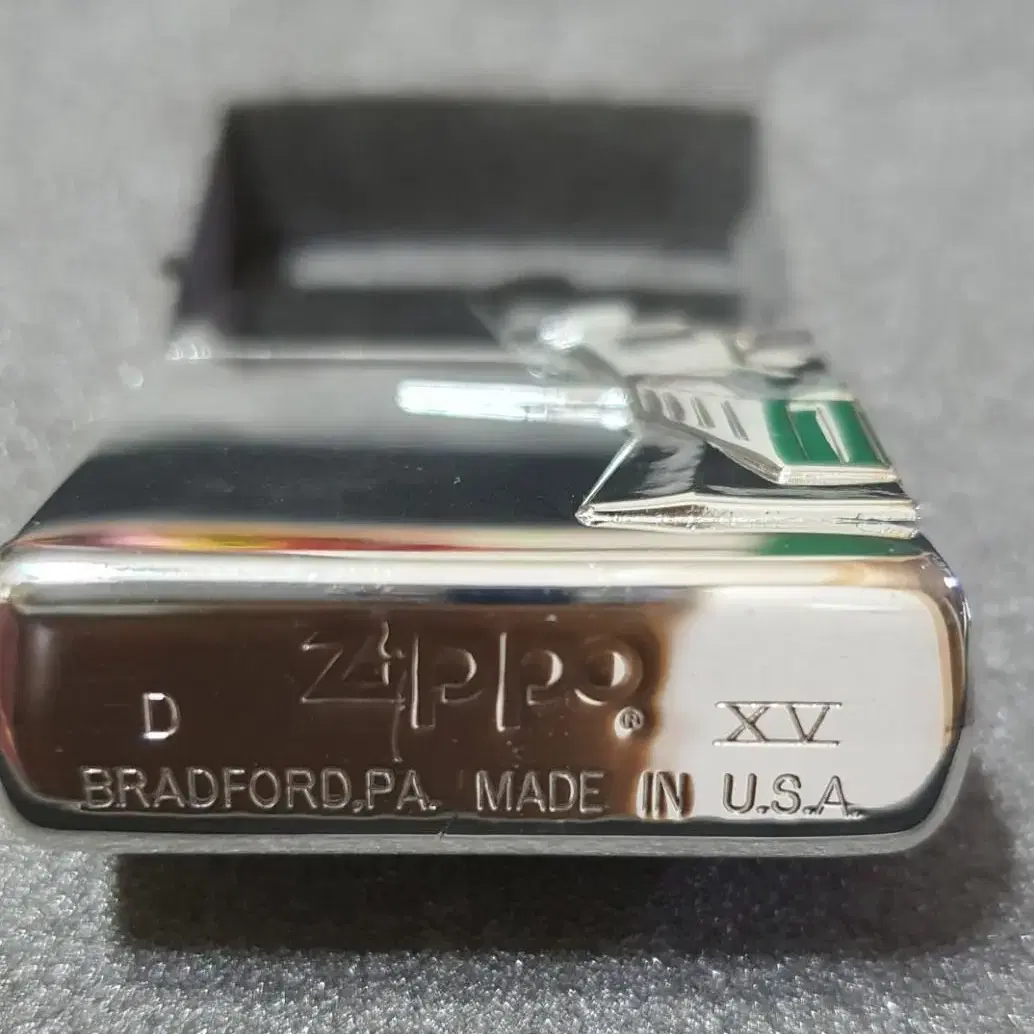 Zippo®
D XV
BRADFORD,PA. MADE IN U.S.A.